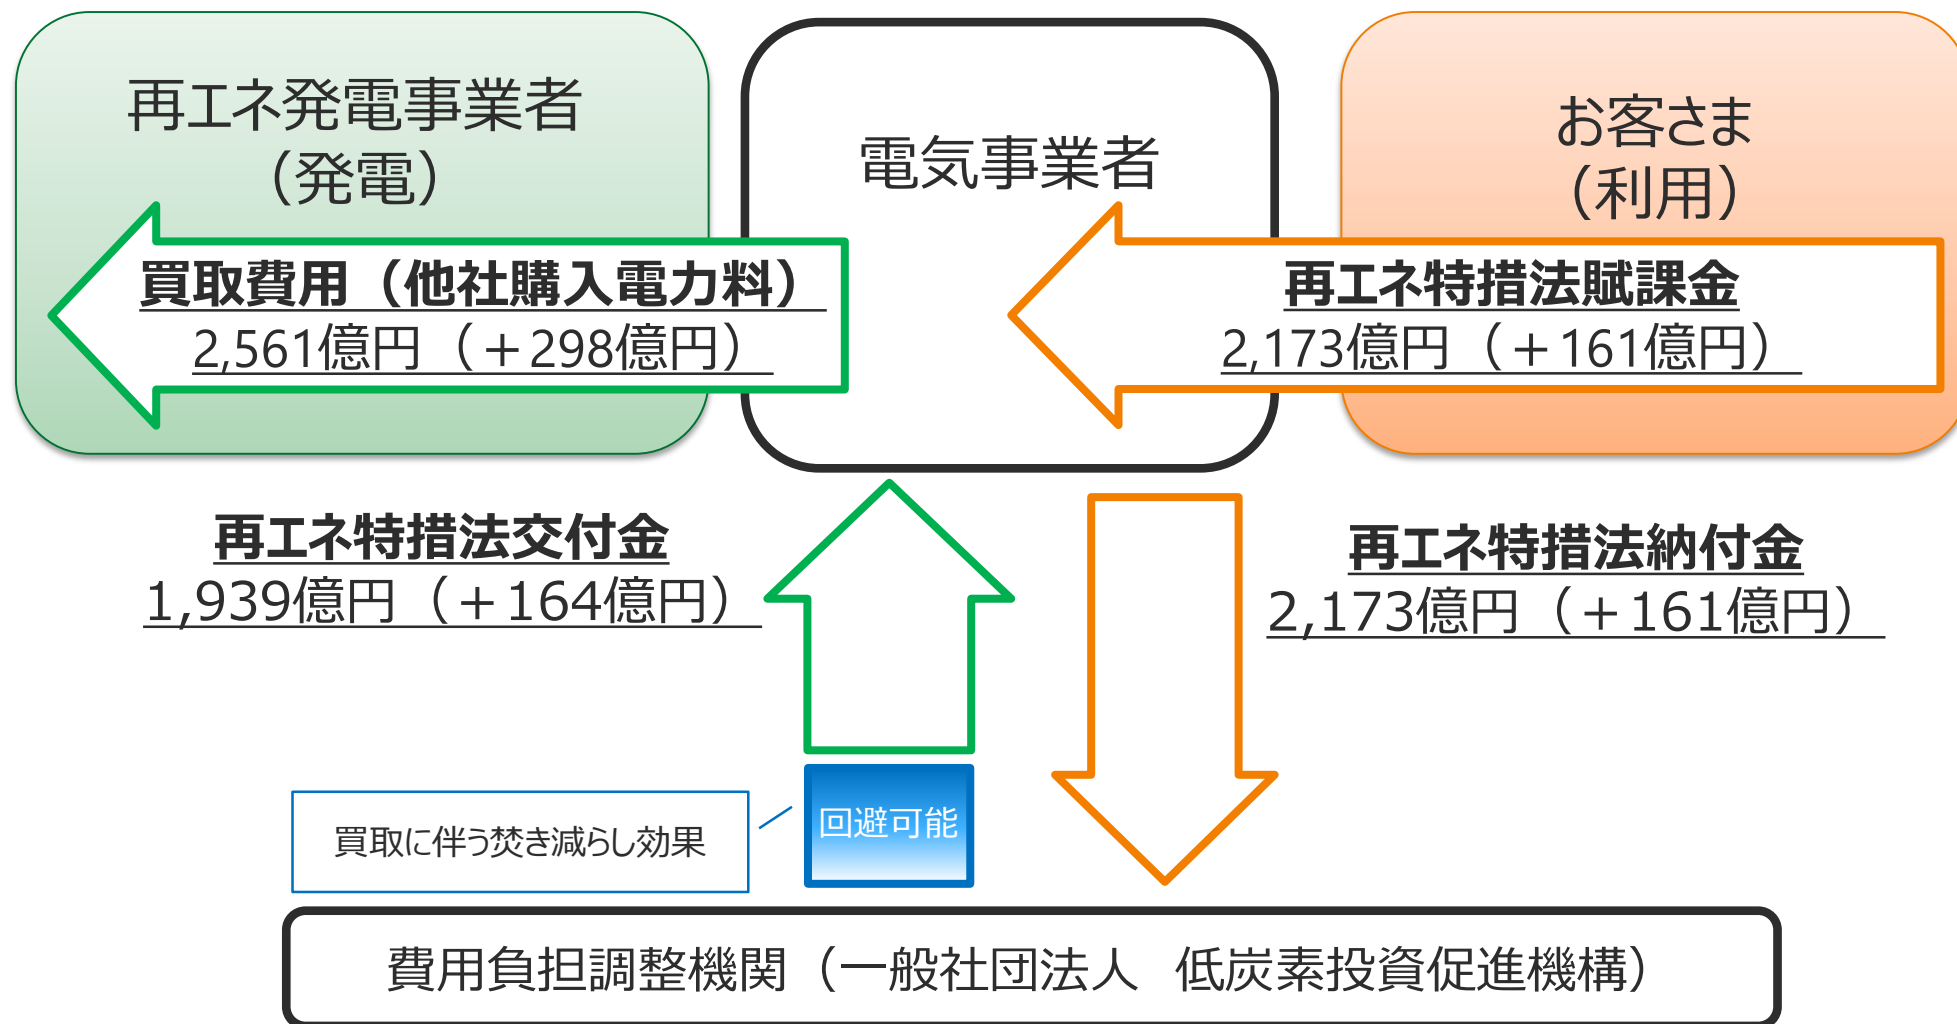 再エネ発電事業者
（発電）
電気事業者
お客さま
（利用）
買取費用（他社購入電力料）
2,561億円（＋298億円）
再エネ特措法賦課金
2,173億円（＋161億円）
再エネ特措法交付金
1,939億円（＋164億円）
再エネ特措法納付金
2,173億円（＋161億円）
買取に伴う焚き減らし効果
回避可能
費用負担調整機関（一般社団法人　低炭素投資促進機構）